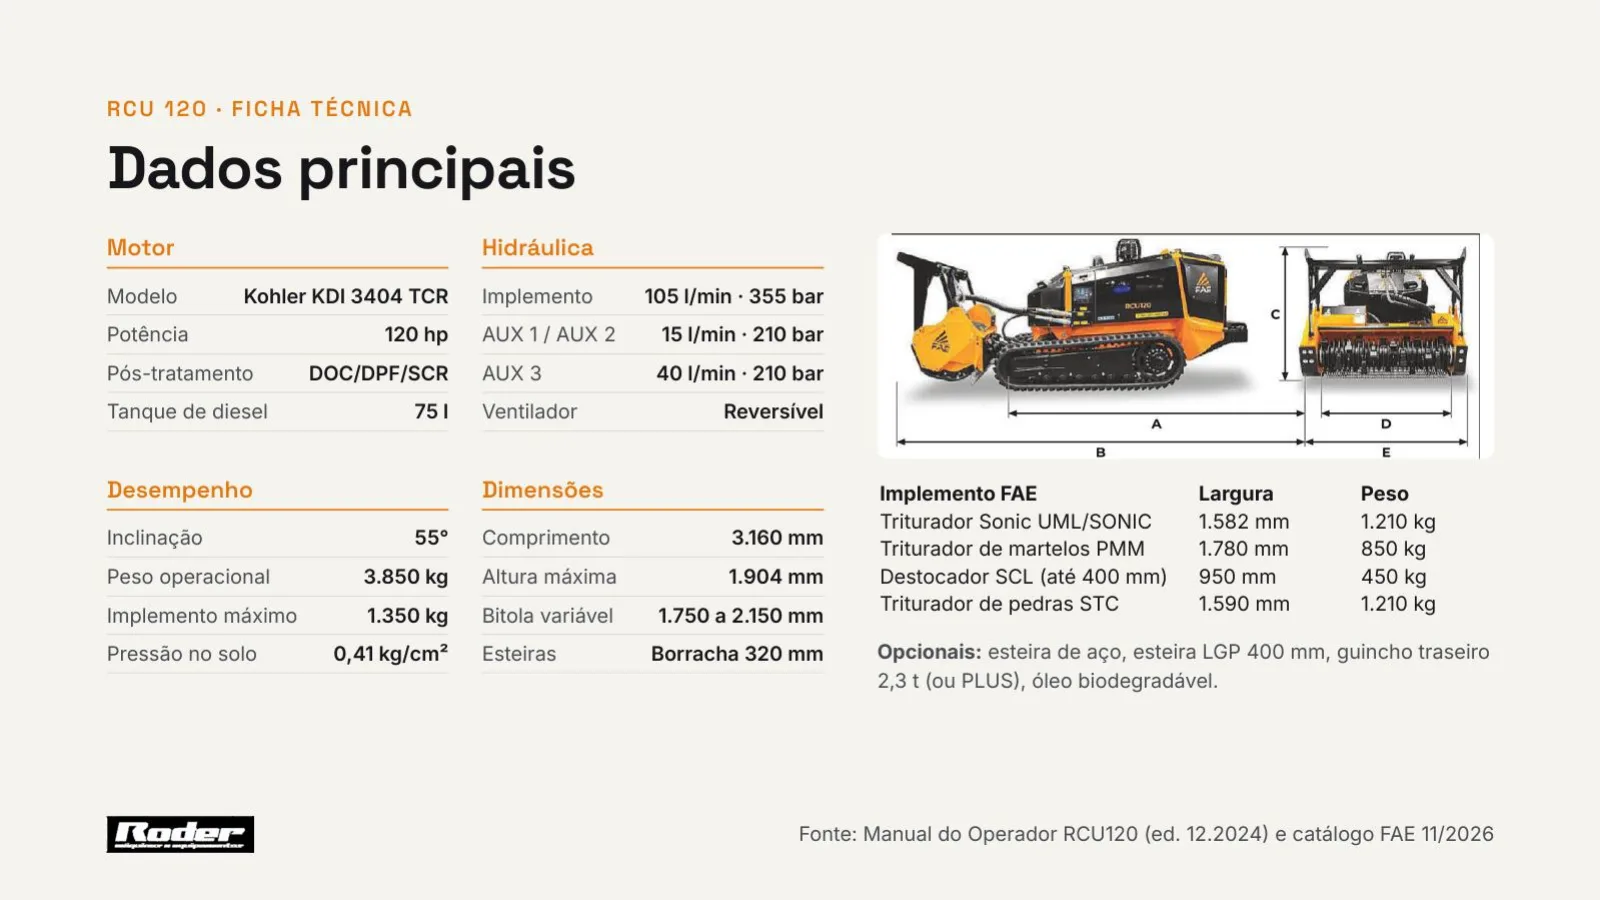 RCU 120 · FICHA TÉCNICA
Dados principais
Motor
Modelo Kohler KDI 3404 TCR
Potência 120 hp
Pós-tratamento DOC/DPF/SCR
Tanque de diesel 75 l
Hidráulica
Implemento 105 l/min · 355 bar
AUX 1 / AUX 2 15 l/min · 210 bar
AUX 3 40 l/min · 210 bar
Ventilador Reversível
Desempenho
Inclinação 55°
Peso operacional 3.850 kg
Implemento máximo 1.350 kg
Pressão no solo 0,41 kg/cm²
Dimensões
Comprimento 3.160 mm
Altura máxima 1.904 mm
Bitola variável 1.750 a 2.150 mm
Esteiras Borracha 320 mm
FAE
RCU120
FAE
C
A
D
B
E
Implemento FAE Largura Peso
Triturador Sonic UML/SONIC 1.582 mm 1.210 kg
Triturador de martelos PMM 1.780 mm 850 kg
Destocador SCL (até 400 mm) 950 mm 450 kg
Triturador de pedras STC 1.590 mm 1.210 kg
Opcionais: esteira de aço, esteira LGP 400 mm, guincho traseiro
2,3 t (ou PLUS), óleo biodegradável.
Roder
máquinas e equipamentos
Fonte: Manual do Operador RCU120 (ed. 12.2024) e catálogo FAE 11/2026